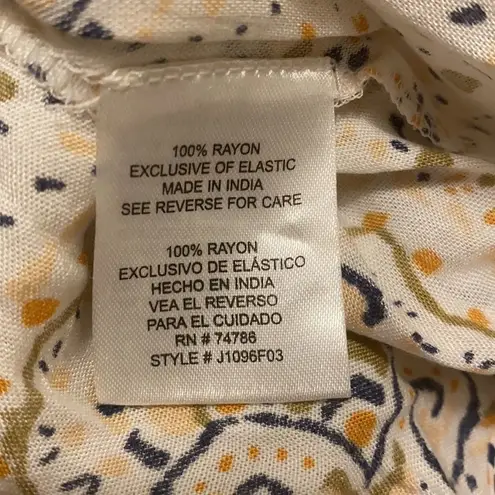 100% RAYON
EXCLUSIVE OF ELASTIC
MADE IN INDIA
SEE REVERSE FOR CARE
100% RAYON
EXCLUSIVO DE ELÁSTICO
HECHO EN INDIA
VEA EL REVERSO
PARA EL CUIDADO
RN # 74786
STYLE # J1096F03